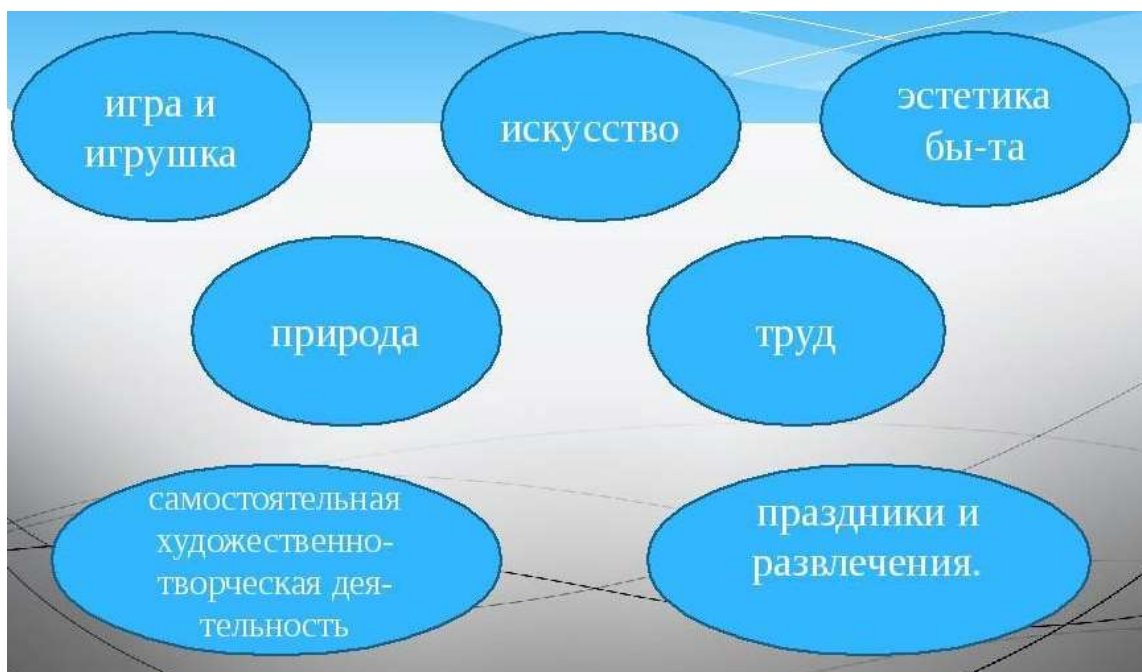 игра и
игрушка
искусство
эстетика
бы-та
природа
труд
самостоятельная
художественно-
творческая дея-
тельность
праздники и
развлечения.